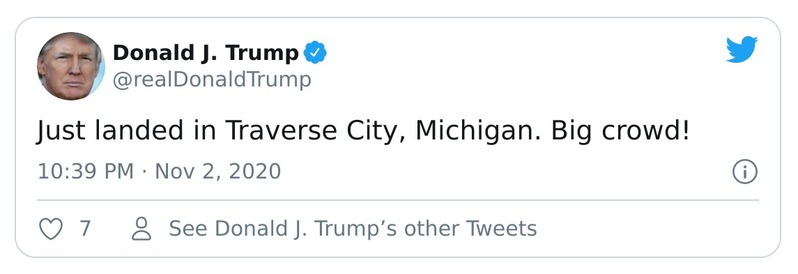 Donald J. Trump
@realDonaldTrump
Just landed in Traverse City, Michigan. Big crowd!
10:39 PM · Nov 2, 2020
7
See Donald J. Trump’s other Tweets